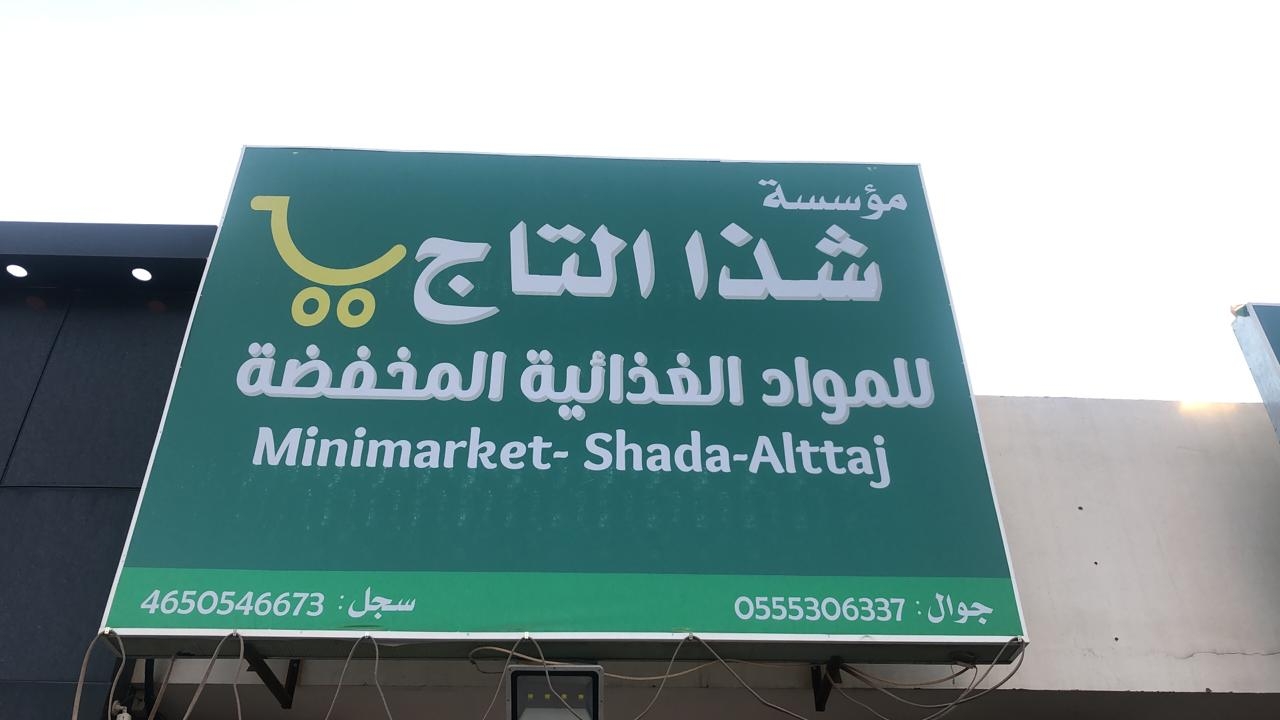 مؤسسة
شذا التاج
للمواد الغذائية المخفضة
Minimarket- Shada-Alttaj
جوال: 0555306337
سجل: 4650546673